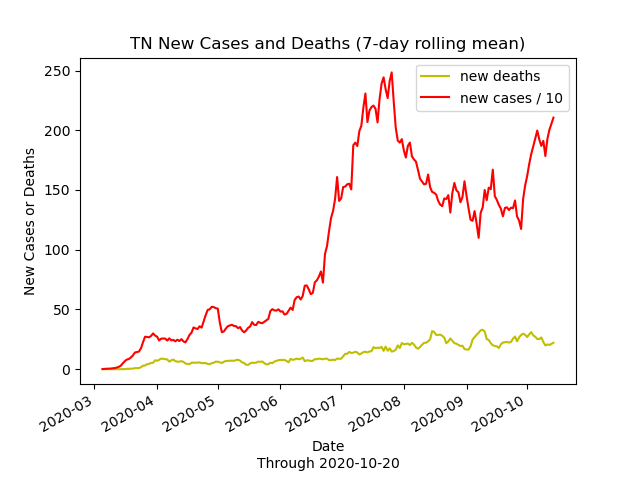 TN New Cases and Deaths (7-day rolling mean)
new deaths
new cases / 10
250
200
150
100
50
0
New Cases or Deaths
2020-03
2020-04
2020-05
2020-06
2020-07
2020-08
2020-09
2020-10
Date
Through 2020-10-20